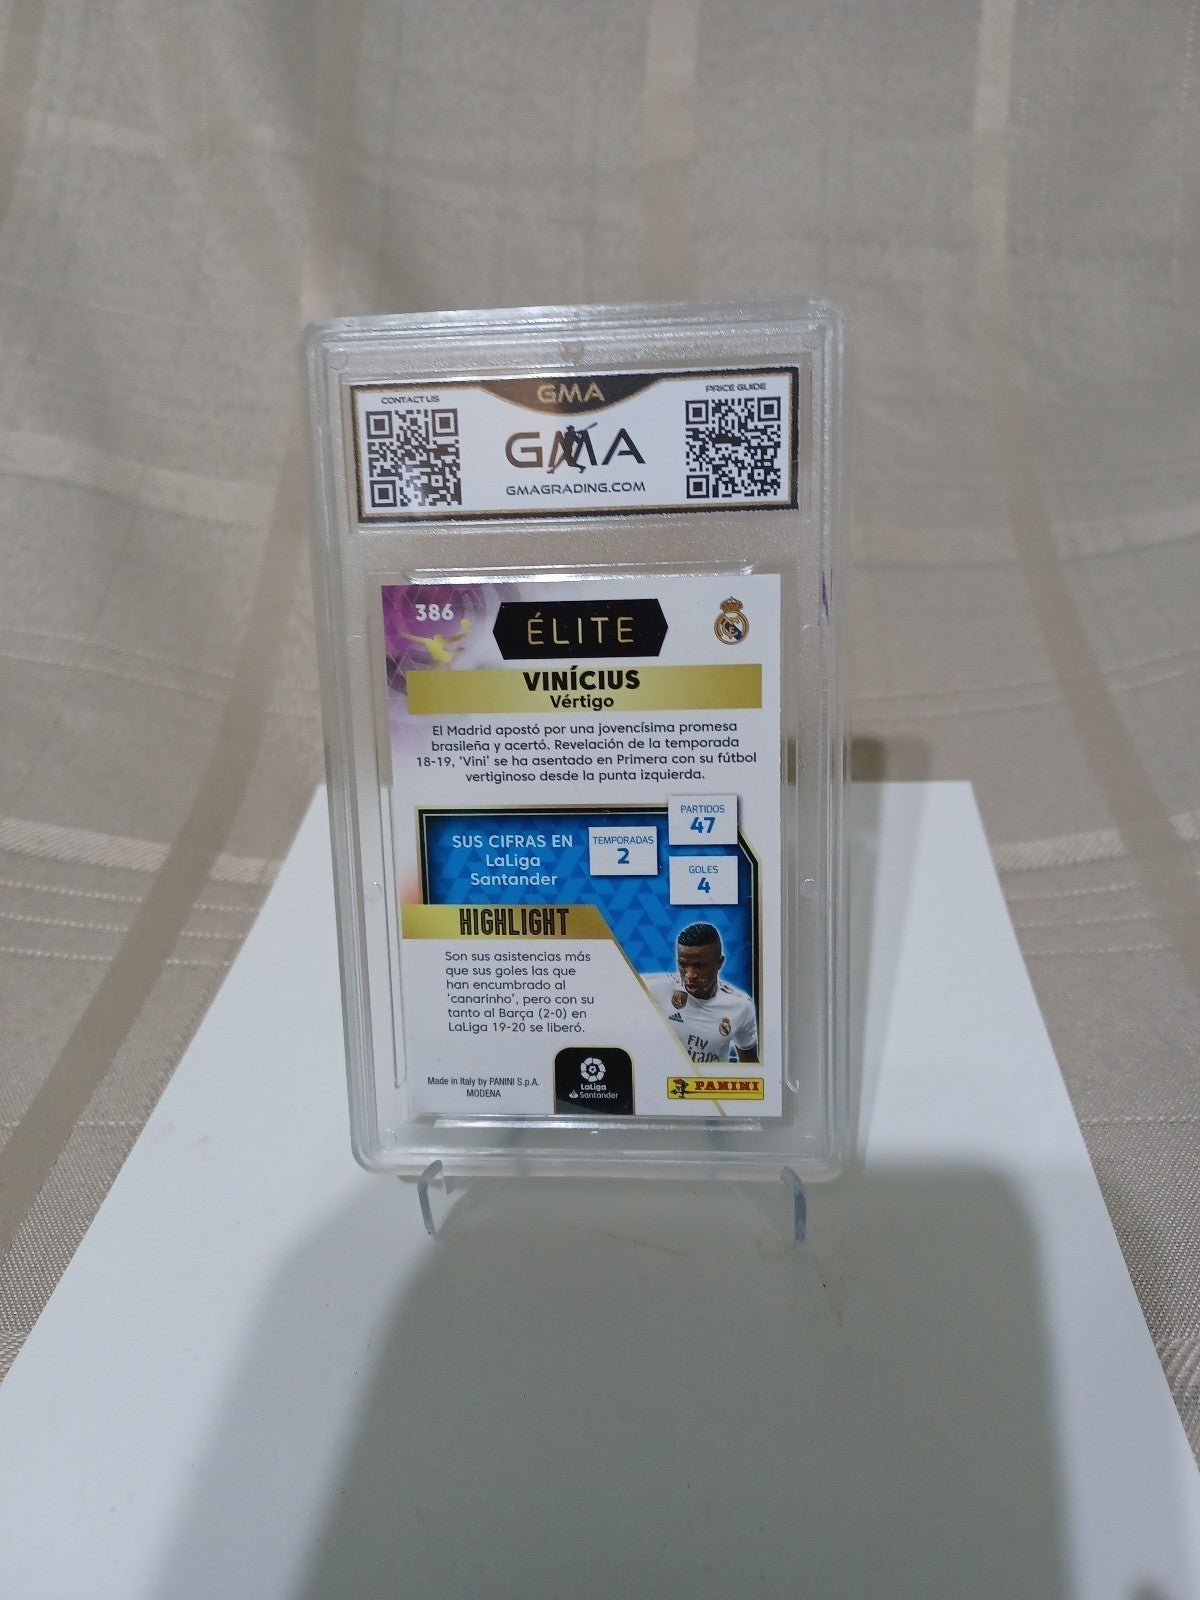 CONTACT US
GMA
PRICE GUIDE
GMA
GMAGRADING.COM
386
ÉLITE
VINÍCIUS
Vértigo
El Madrid apostó por una jovencísima promesa
brasileña y acertó. Revelación de la temporada
18-19, ‘Vini’ se ha asentado en Primera con su fútbol
vertiginoso desde la punta izquierda.
SUS CIFRAS EN
LaLiga
Santander
TEMPORADAS
2
PARTIDOS
47
GOLES
4
HIGHLIGHT
Son sus asistencias más
que sus goles las que
han encumbrado al
‘canarinho’, pero con su
tanto al Barça (2-0) en
LaLiga 19-20 se liberó.
Fly
Made in Italy by PANINI S.p.A.
MODENA
LaLiga
Santander
PANINI